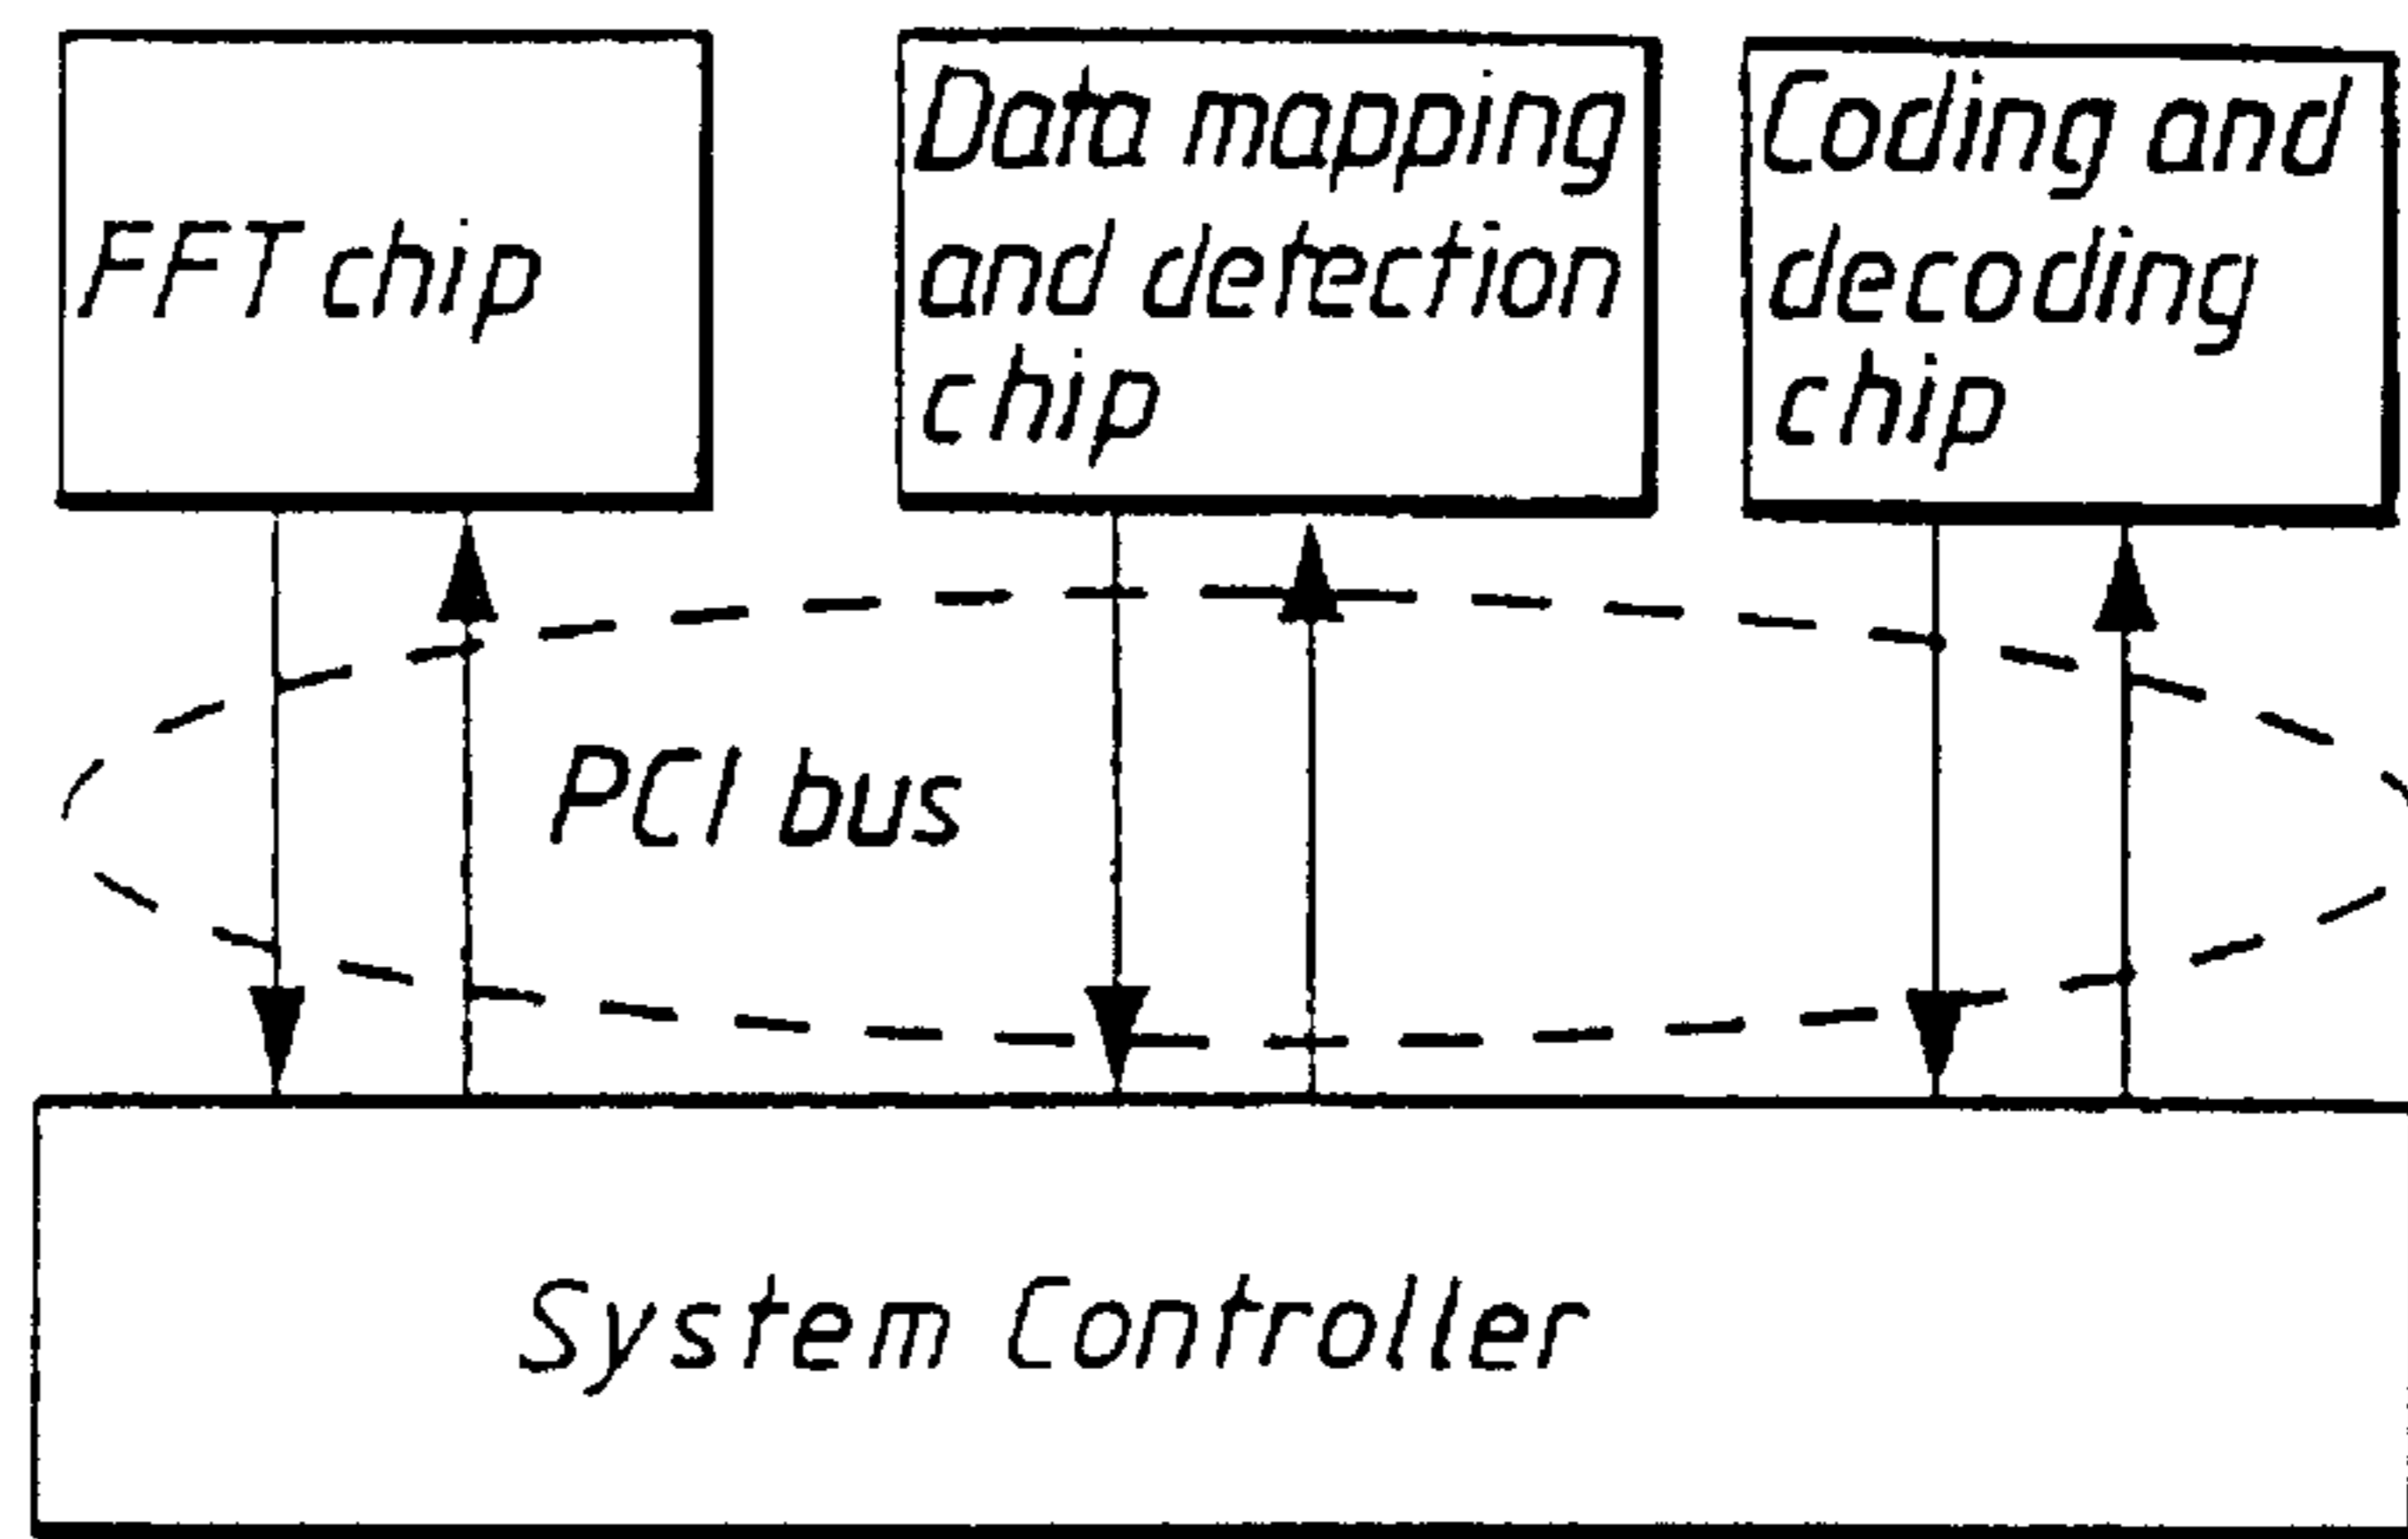 FFT chip
Data mapping
and detection
chip
Coding and
decoding
chip
PCI bus
System Controller